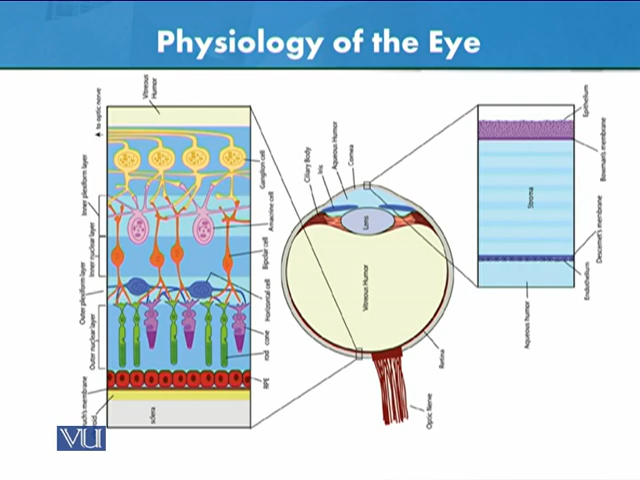 Physiology of the Eye
Vitreous
Humor
to optic nerve
Inner plexiform layer
Inner nuclear layer
Outer plexiform layer
Outer nuclear layer
Ganglion cell
Amacrine cell
Bipolar cell
Horizontal cell
cone
rod
RPE
sclera
Ciliary Body
Iris
Aqueous Humor
Cornea
Lens
Vitreous Humor
Retina
Optic Nerve
Epithelium
Bowman's membrane
Stroma
Descemet's membrane
Endothelium
Aqueous humor
VU